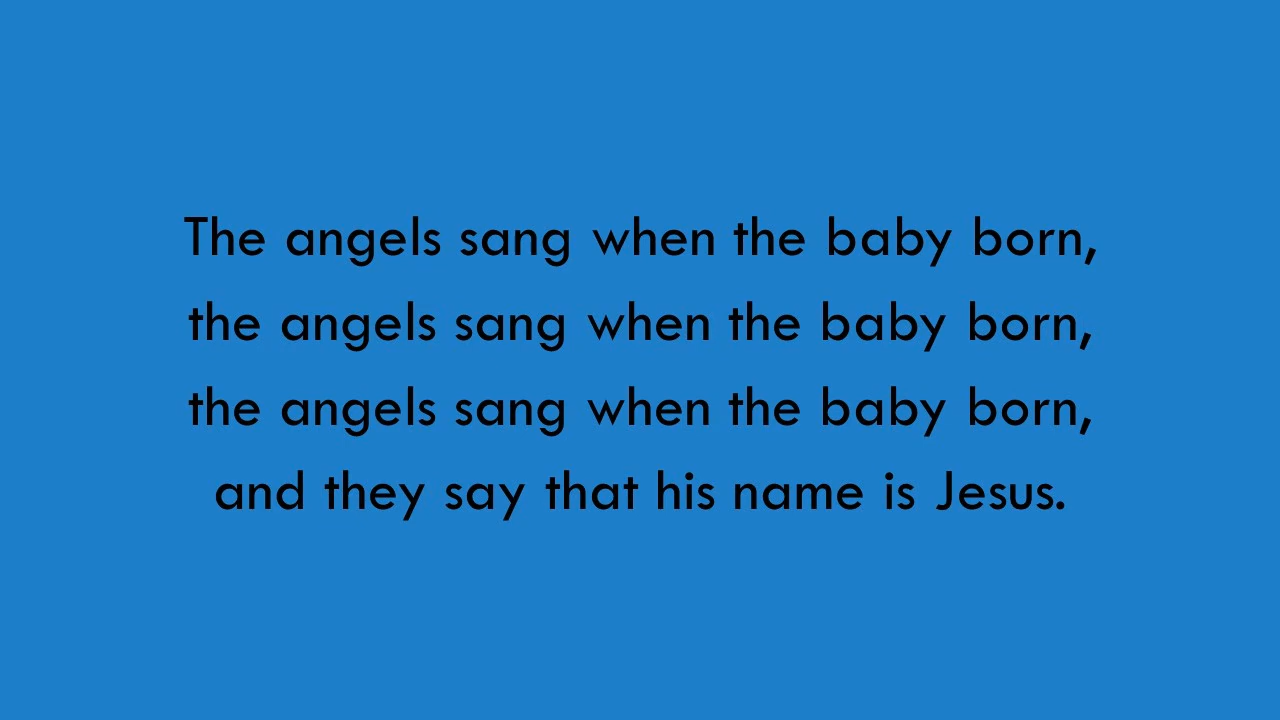 The angels sang when the baby born,
the angels sang when the baby born,
the angels sang when the baby born,
and they say that his name is Jesus.